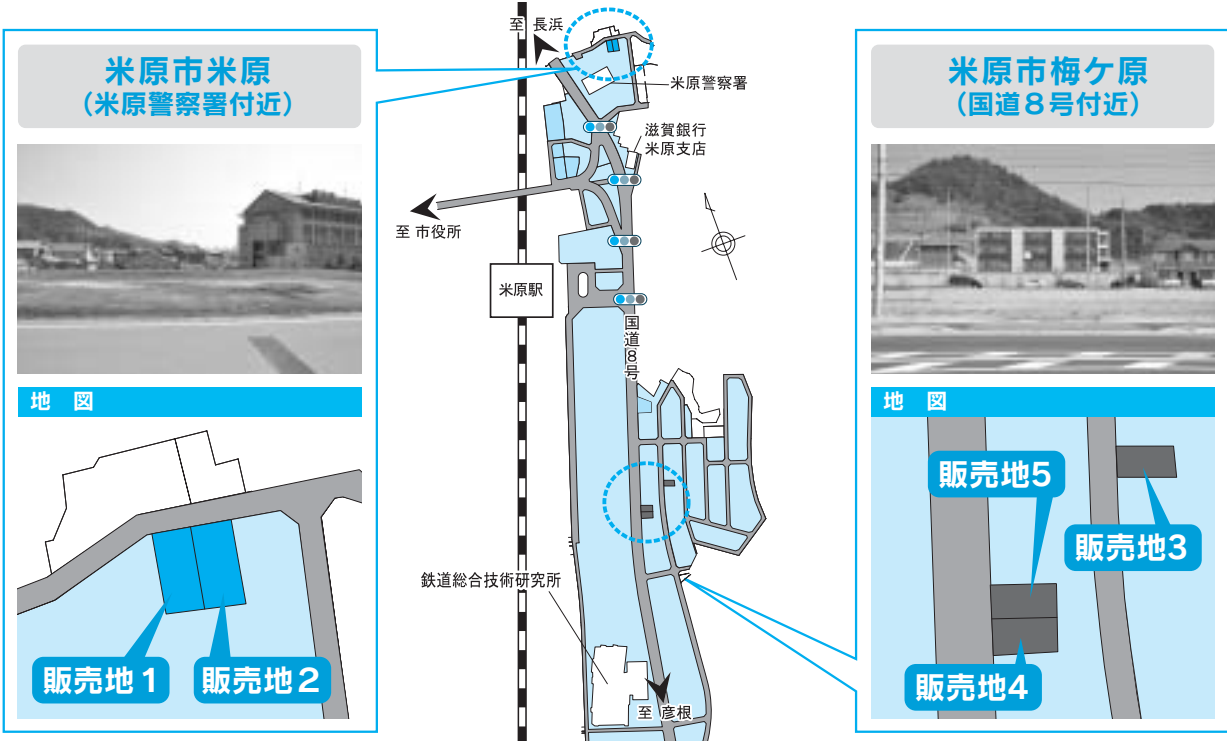 米原市米原
(米原警察署付近)
地 図
販売地1
販売地2
至 長浜
米原警察署
滋賀銀行
米原支店
至 市役所
米原駅
国道8号
鉄道総合技術研究所
至 彦根
米原市梅ケ原
(国道8号付近)
地 図
販売地5
販売地3
販売地4